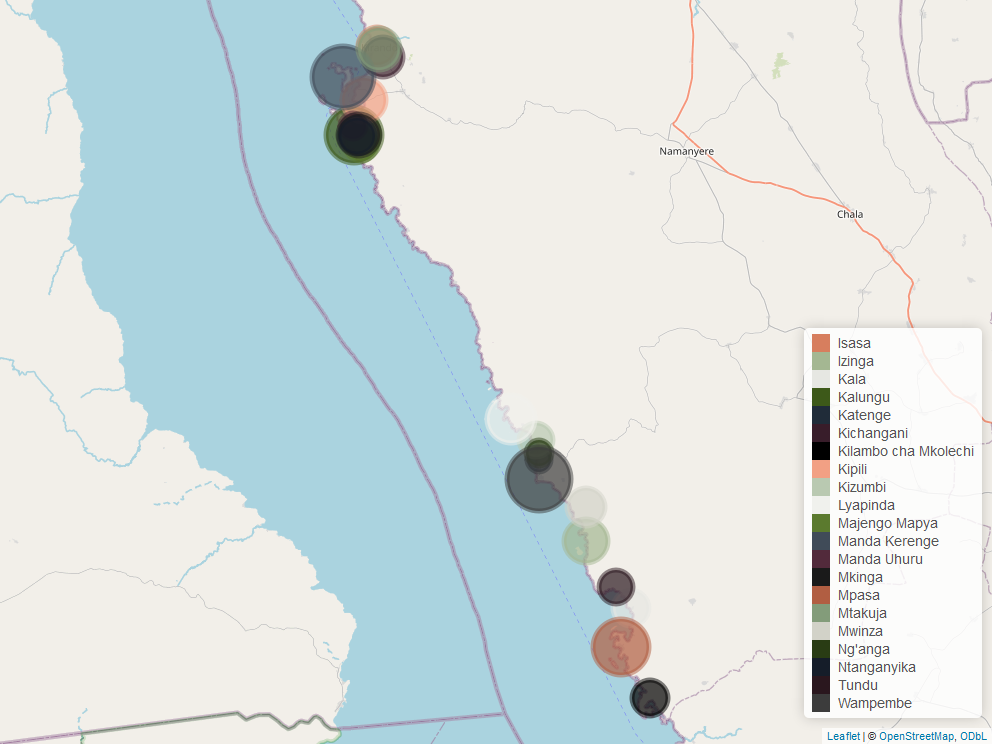 Namanyere
Chala
Isasa
Izinga
Kala
Kalungu
Katenge
Kichangani
Kilambo cha Mkolechi
Kipili
Kizumbi
Lyapinda
Majengo Mapya
Manda Kerenge
Manda Uhuru
Mkinga
Mpasa
Mtakuja
Mwinza
Ng'anga
Ntanganyika
Tundu
Wampembe
Leaflet | © OpenStreetMap, ODbL